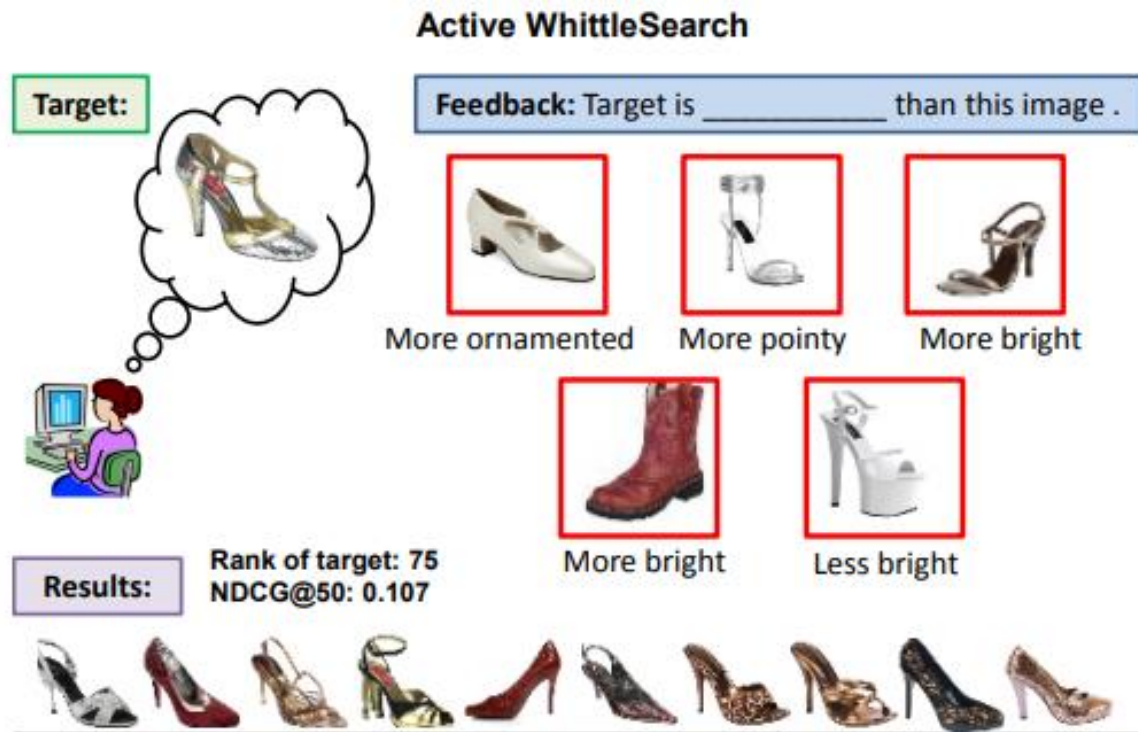 Active WhittleSearch
Target:
Feedback: Target is ____________ than this image .
More ornamented
More pointy
More bright
More bright
Less bright
Results:
Rank of target: 75
NDCG@50: 0.107